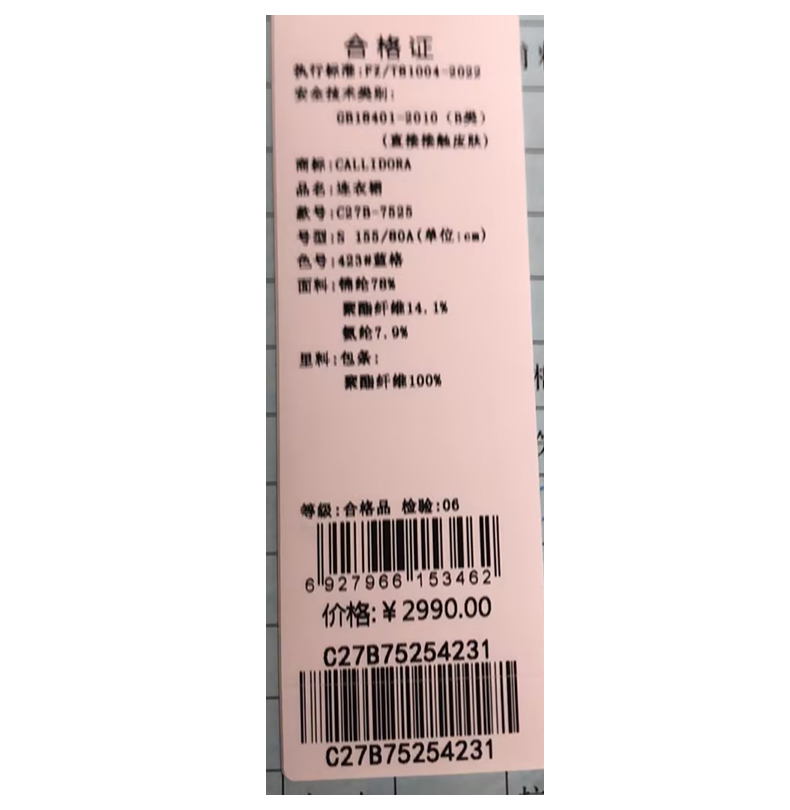 合格证
执行标准:FZ/T81004-2022
安全技术类别:
GB18401-2010（B类）
(直接接触皮肤)
商标:CALLIDORA
品名:连衣裙
款号:C27B-7525
号型:S 155/80A(单位:cm)
色号:423#蓝格
面料:锦纶78%
聚酯纤维14.1%
氨纶7.9%
里料:包条:
聚酯纤维100%
等级:合格品 检验:06
6 927966 153462
价格:¥2990.00
C27B75254231
C27B75254231